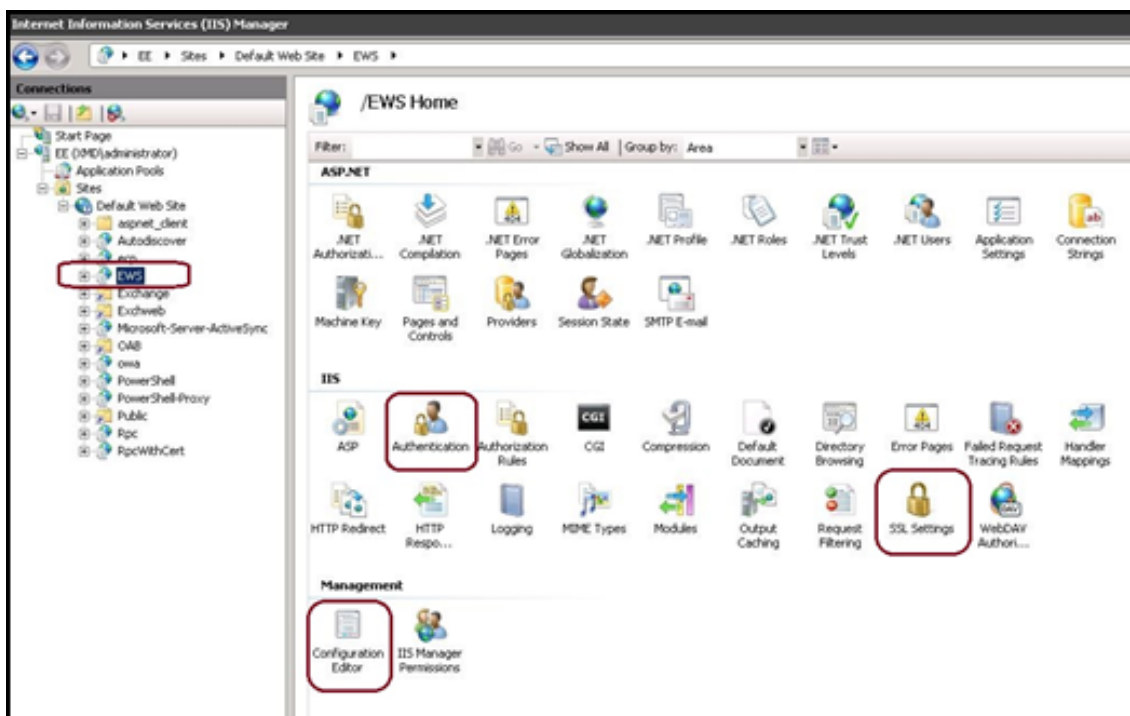 Internet Information Services (IIS) Manager
EE Sites Default Web Site EWS
Connections
Start Page
EE (XMD\administrator)
Application Pools
Sites
Default Web Site
aspnet_client
Autodiscover
ecp
EWS
Exchange
Exchweb
Microsoft-Server-ActiveSync
OAB
owa
PowerShell
PowerShell-Proxy
Public
Rpc
RpcWithCert
/EWS Home
Filter: Go Show All Group by: Area
ASP.NET
.NET Authorizati... .NET Compilation .NET Error Pages .NET Globalization .NET Profile .NET Roles .NET Trust Levels .NET Users Application Settings Connection Strings
Machine Key Pages and Controls Providers Session State SMTP E-mail
IIS
ASP Authentication Authorization Rules CGI Compression Default Document Directory Browsing Error Pages Failed Request Tracing Rules Handler Mappings
HTTP Redirect HTTP Respo... Logging MIME Types Modules Output Caching Request Filtering SSL Settings WebDAV Authori...
Management
Configuration Editor IIS Manager Permissions